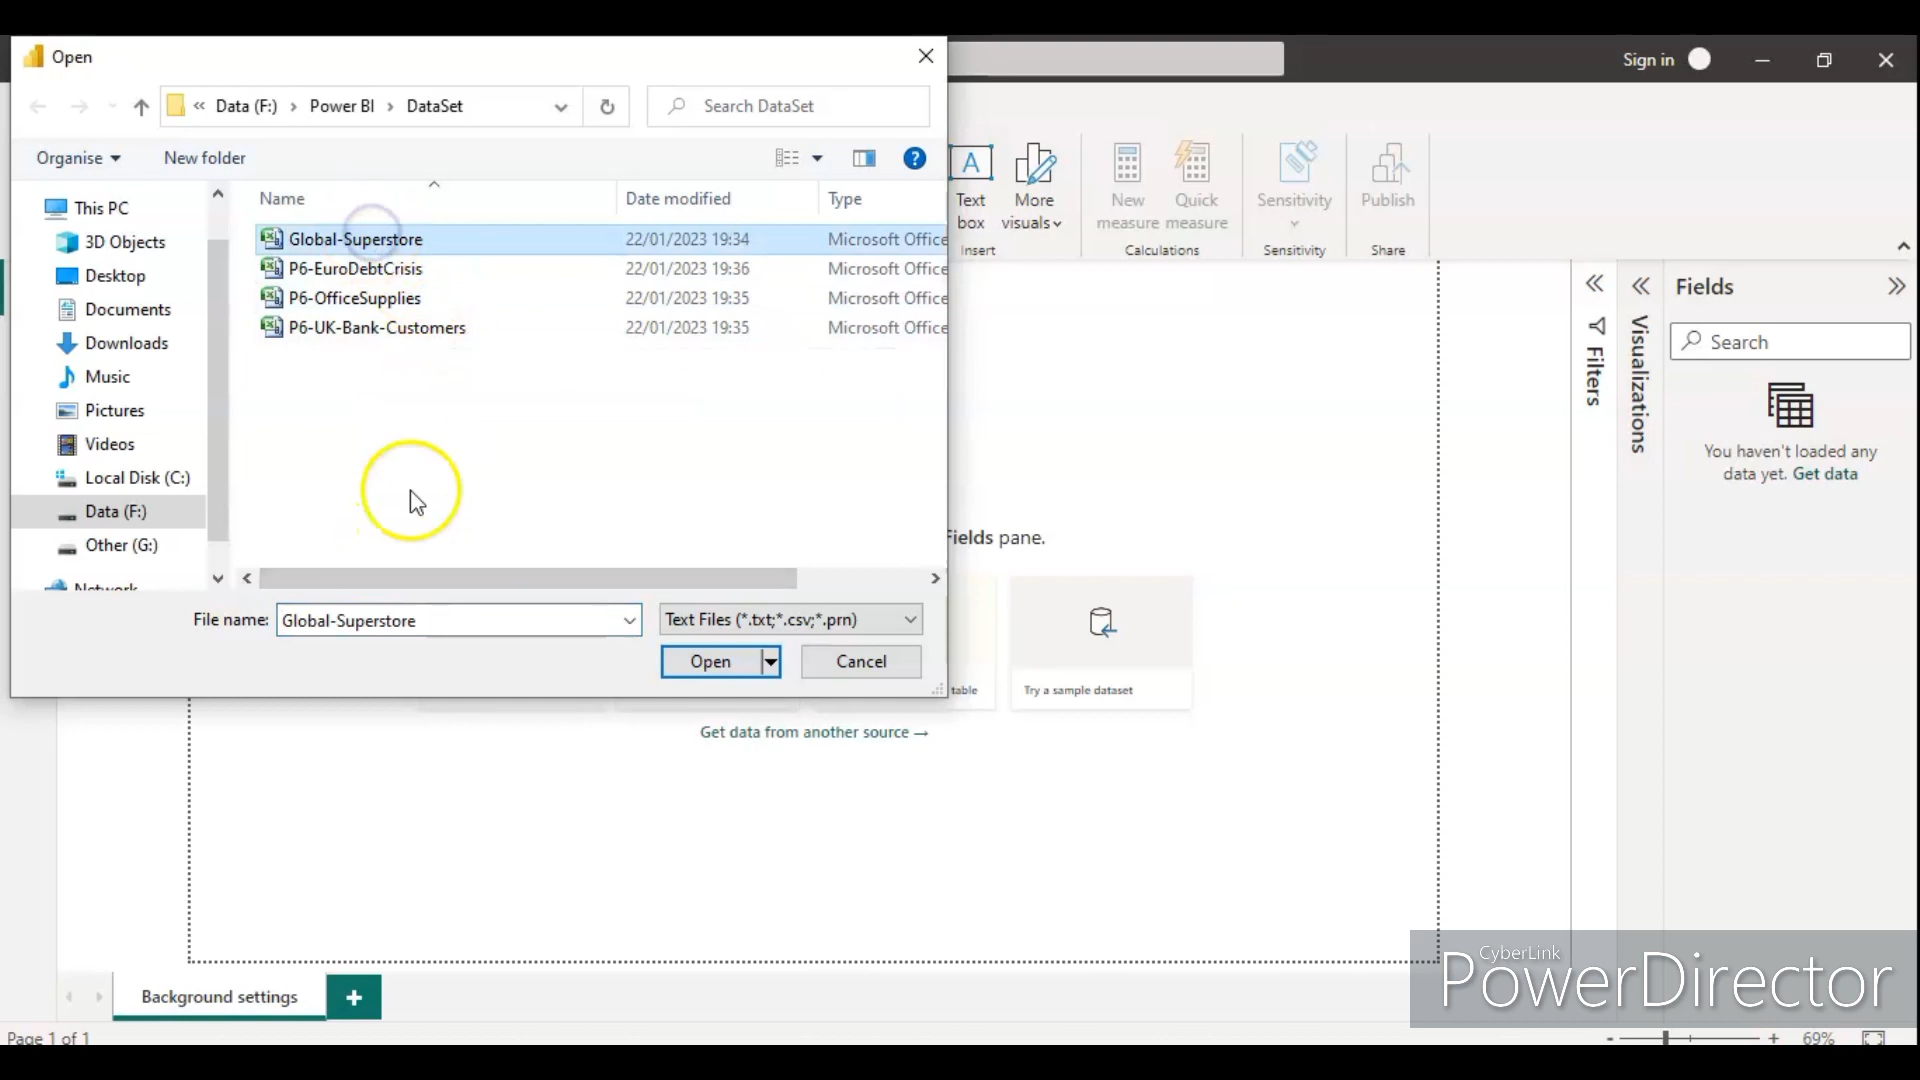 Open
Sign in
« Data (F:) › Power BI › DataSet
Search DataSet
Organise
New folder
?
Name
Date modified
Type
This PC
3D Objects
Desktop
Documents
Downloads
Music
Pictures
Videos
Local Disk (C:)
Data (F:)
Other (G:)
Network
Global-Superstore 22/01/2023 19:34 Microsoft Office
P6-EuroDebtCrisis 22/01/2023 19:36 Microsoft Office
P6-OfficeSupplies 22/01/2023 19:35 Microsoft Office
P6-UK-Bank-Customers 22/01/2023 19:35 Microsoft Office
File name: Global-Superstore
Text Files (*.txt;*.csv;*.prn)
Open
Cancel
A
Text
box
More
visuals
Insert
New
measure
Quick
measure
Calculations
Sensitivity
Sensitivity
Publish
Share
Filters
Visualizations
Fields
Search
You haven't loaded any
data yet. Get data
Fields pane.
table
Try a sample dataset
Get data from another source →
Background settings
+
Page 1 of 1
- + 69%
CyberLink
PowerDirector